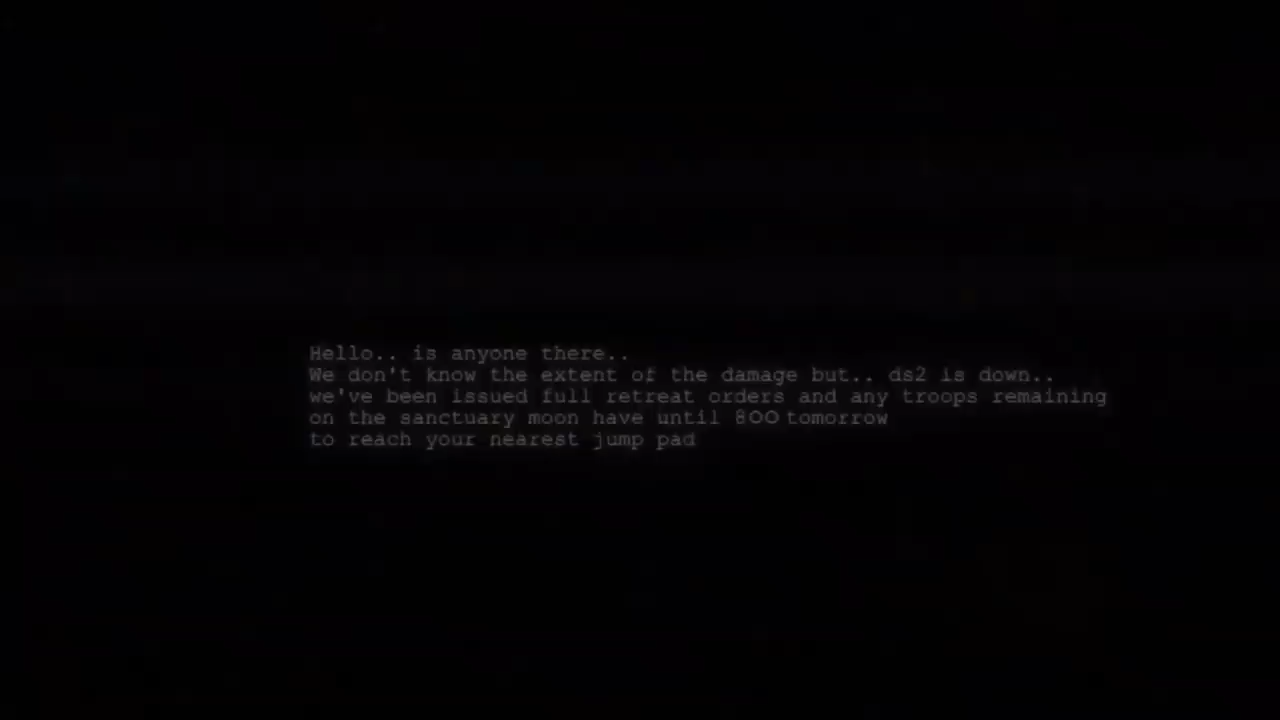 Hello.. is anyone there..
We don't know the extent of the damage but.. ds2 is down..
we've been issued full retreat orders and any troops remaining
on the sanctuary moon have until 800 tomorrow
to reach your nearest jump pad